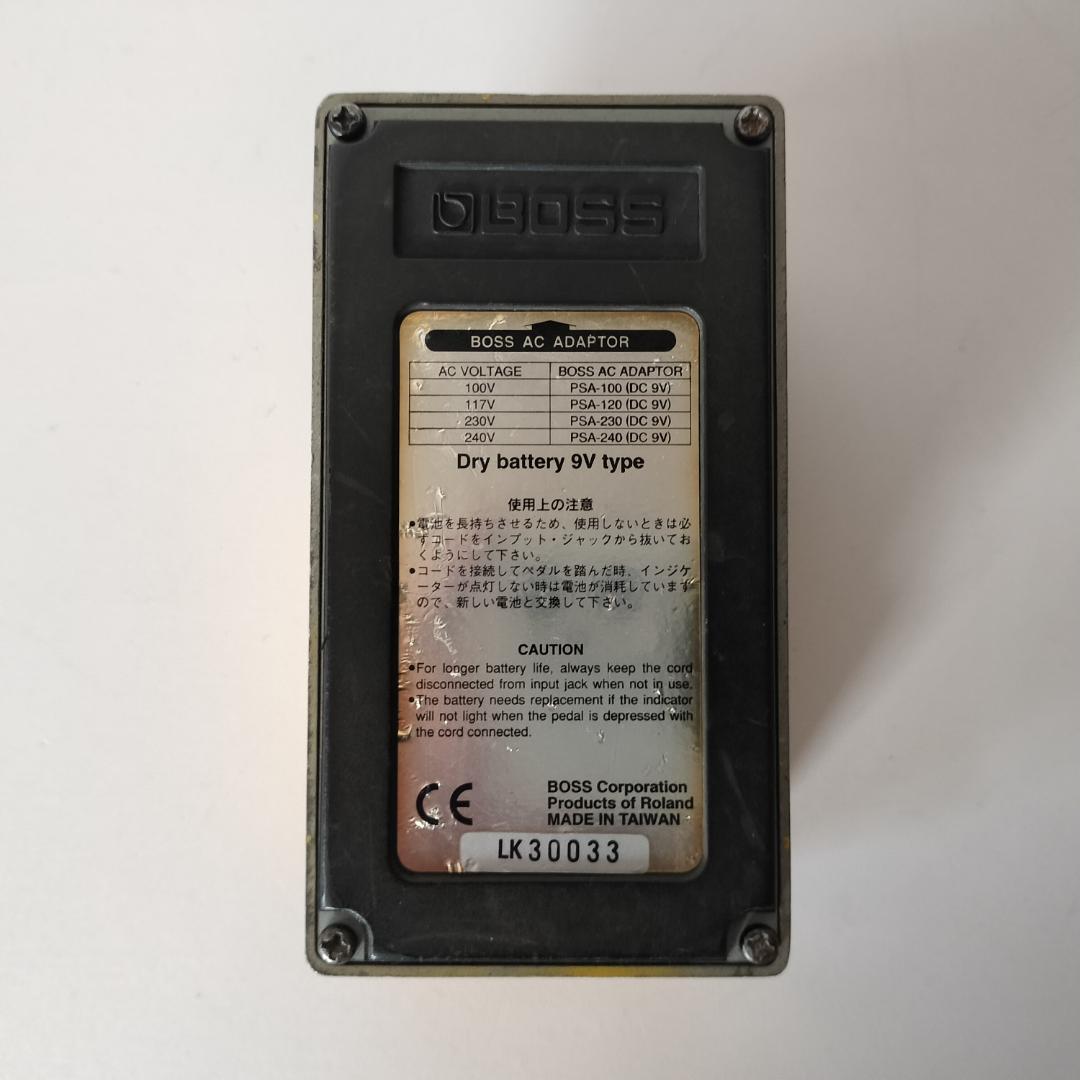 BOSS
BOSS AC ADAPTOR
AC VOLTAGE BOSS AC ADAPTOR
100V PSA-100 (DC 9V)
117V PSA-120 (DC 9V)
230V PSA-230 (DC 9V)
240V PSA-240 (DC 9V)
Dry battery 9V type
使用上の注意
●電池を長持ちさせるため、使用しないときは必
ずコードをインプット・ジャックから抜いてお
くようにして下さい。
●コードを接続してペダルを踏んだ時、インジケ
ーターが点灯しない時は電池が消耗しています
ので、新しい電池と交換して下さい。
CAUTION
●For longer battery life, always keep the cord
disconnected from input jack when not in use.
●The battery needs replacement if the indicator
will not light when the pedal is depressed with
the cord connected.
CE
BOSS Corporation
Products of Roland
MADE IN TAIWAN
LK30033